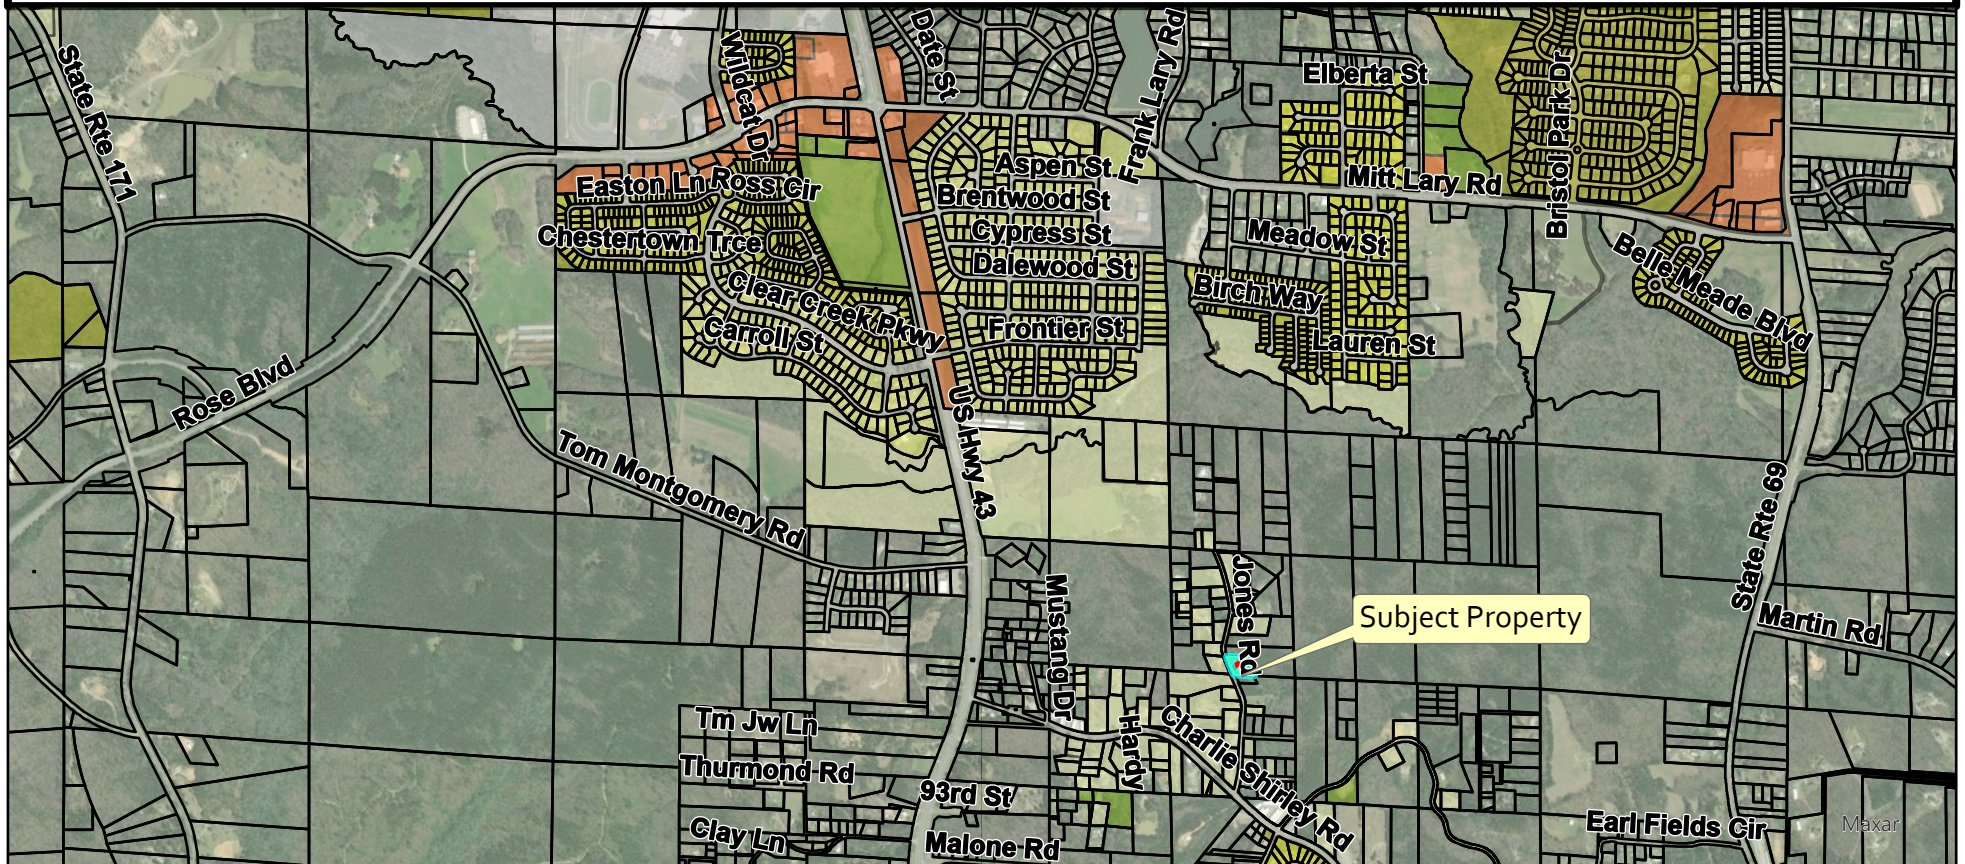 State Rte 171
Wildcat Dr
Date St
Frank Lary Rd
Elberta St
Bristol Park Dr
Aspen St
Easton Ln
Ross Cir
Brentwood St
Mitt Lary Rd
Chestertown Trce
Cypress St
Meadow St
Dalewood St
Belle Meade Blvd
Clear Creek Pkwy
Birch Way
Carroll St
Frontier St
Lauren St
Rose Blvd
US Hwy 43
Tom Montgomery Rd
State Rte 69
Jones Rd
Mustang Dr
Subject Property
Martin Rd
Tm Jw Ln
Hardy
Charlie Shirley Rd
Thurmond Rd
93rd St
Clay Ln
Malone Rd
Earl Fields Cir
Maxar